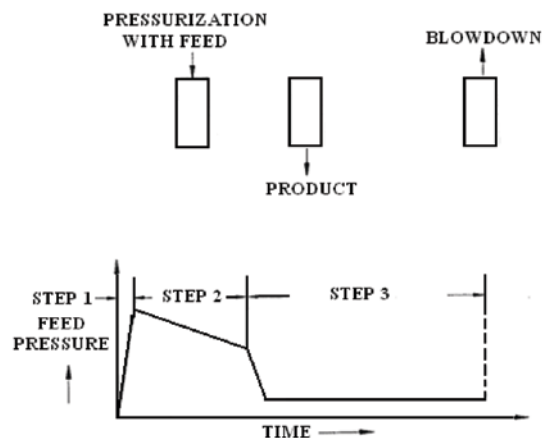 PRESSURIZATION
WITH FEED
BLOWDOWN
PRODUCT
STEP 1
STEP 2
STEP 3
FEED
PRESSURE
TIME